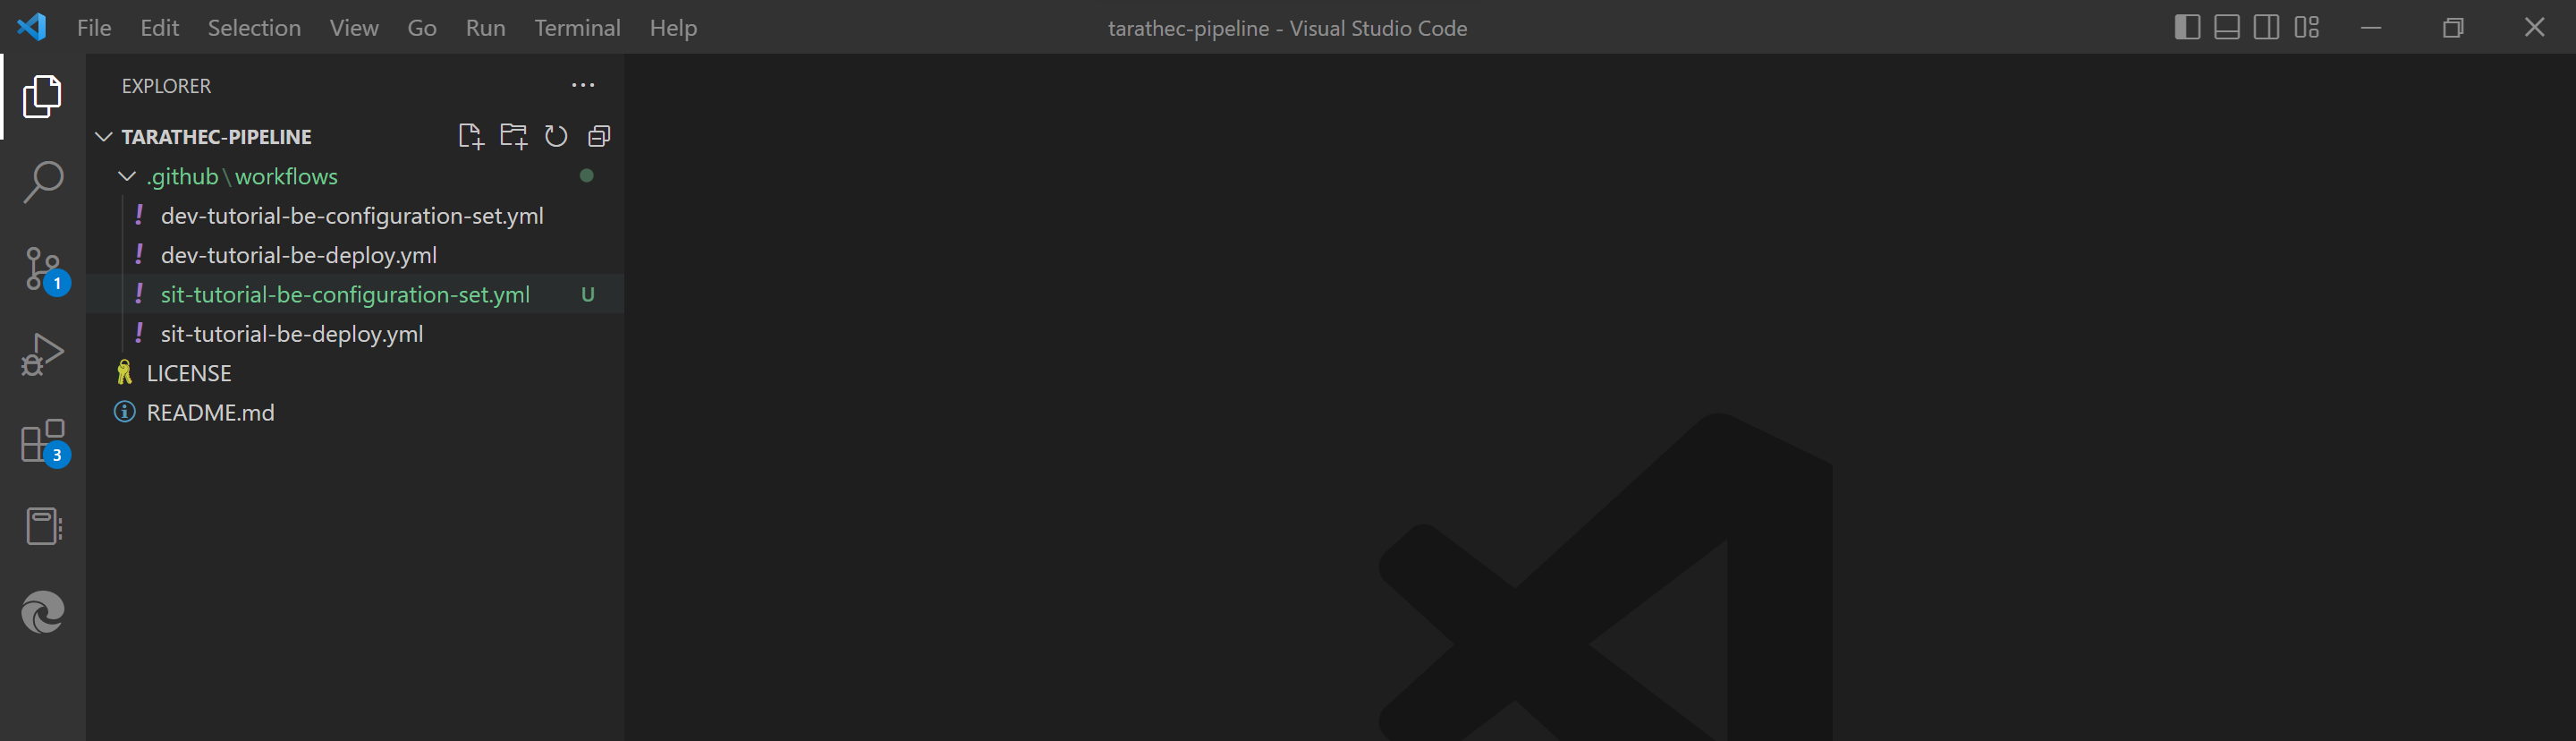 File Edit Selection View Go Run Terminal Help tarathec-pipeline - Visual Studio Code
EXPLORER
TARATHEC-PIPELINE
.github\workflows
! dev-tutorial-be-configuration-set.yml
! dev-tutorial-be-deploy.yml
! sit-tutorial-be-configuration-set.yml U
! sit-tutorial-be-deploy.yml
LICENSE
README.md
1
3